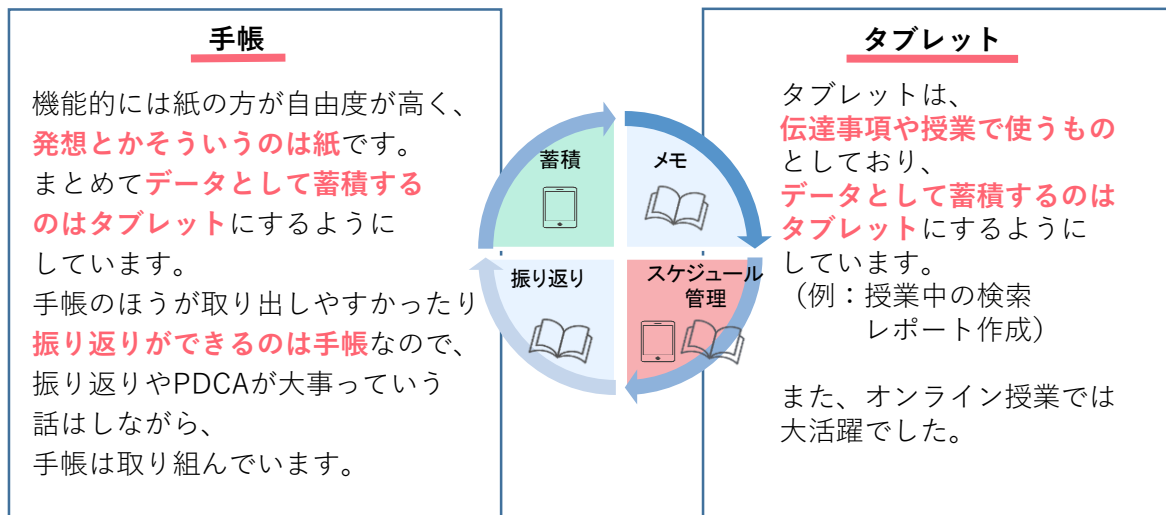 手帳
機能的には紙の方が自由度が高く、
発想とかそういうのは紙です。
まとめてデータとして蓄積する
のはタブレットにするように
しています。
手帳のほうが取り出しやすかったり
振り返りができるのは手帳なので、
振り返りやPDCAが大事っていう
話はしながら、
手帳は取り組んでいます。
蓄積
メモ
振り返り
スケジュール
管理
タブレット
タブレットは、
伝達事項や授業で使うもの
としており、
データとして蓄積するのは
タブレットにするように
しています。
（例：授業中の検索
レポート作成）
また、オンライン授業では
大活躍でした。